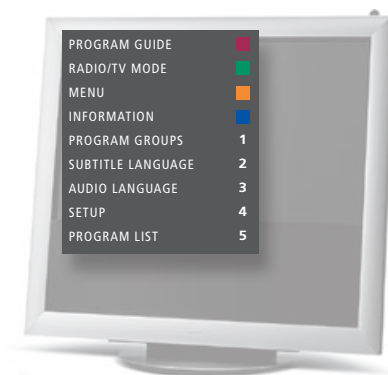 PROGRAM GUIDE
RADIO/TV MODE
MENU
INFORMATION
PROGRAM GROUPS 1
SUBTITLE LANGUAGE 2
AUDIO LANGUAGE 3
SETUP 4
PROGRAM LIST 5